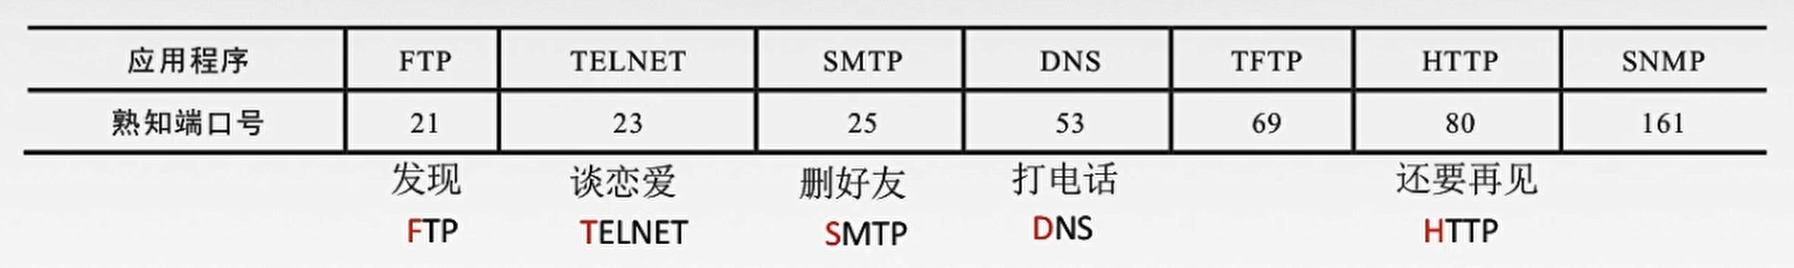 应用程序 FTP TELNET SMTP DNS TFTP HTTP SNMP
熟知端口号 21 23 25 53 69 80 161
发现 谈恋爱 删好友 打电话 还要再见
FTP TELNET SMTP DNS HTTP